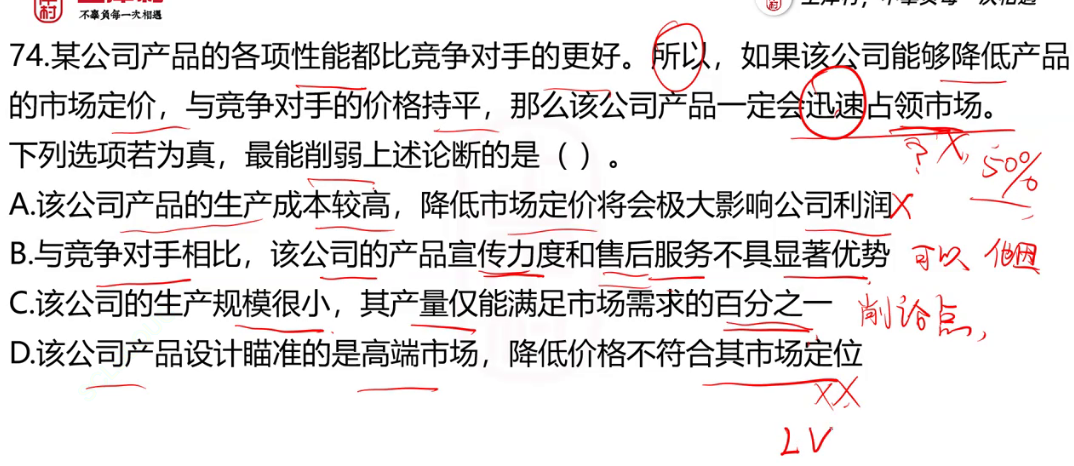 不辜負每一次相遇
74.某公司产品的各项性能都比竞争对手的更好。所以，如果该公司能够降低产品
的市场定价，与竞争对手的价格持平，那么该公司产品一定会迅速占领市场。
? X 50%
下列选项若为真，最能削弱上述论断的是（ ）。
A.该公司产品的生产成本较高，降低市场定价将会极大影响公司利润X
B.与竞争对手相比，该公司的产品宣传力度和售后服务不具显著优势 可以 他因
C.该公司的生产规模很小，其产量仅能满足市场需求的百分之一 削论点，
D.该公司产品设计瞄准的是高端市场，降低价格不符合其市场定位
XX
LV